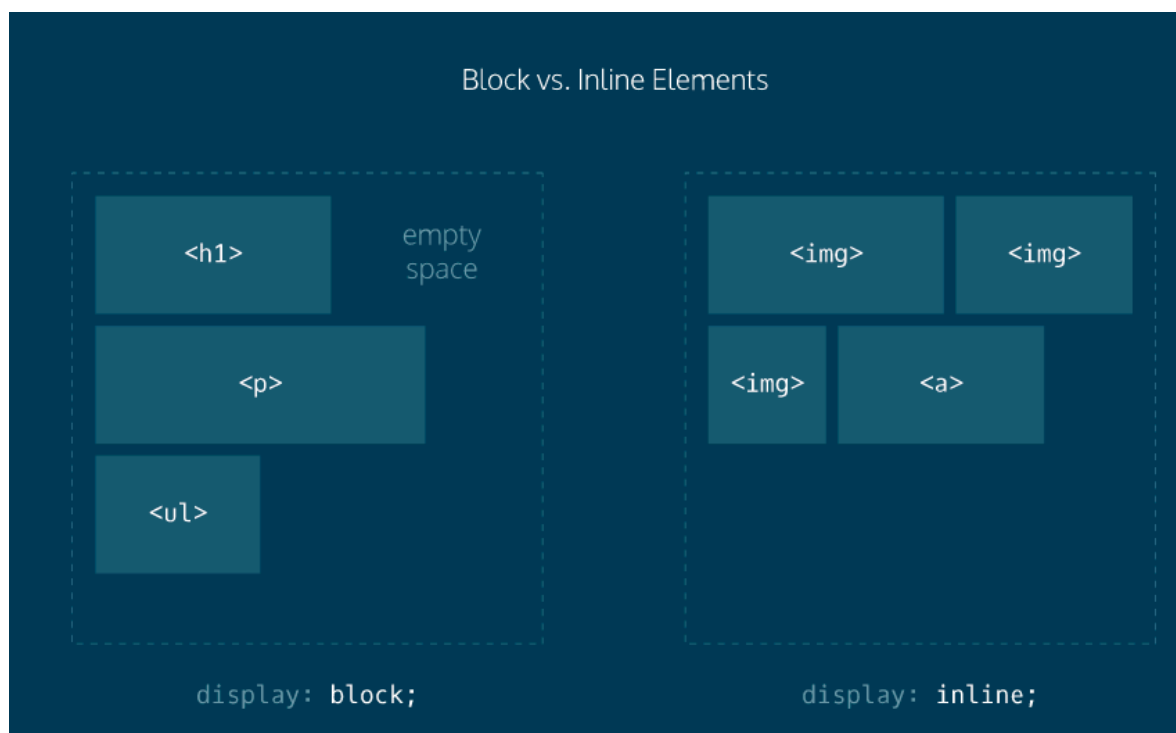 Block vs. Inline Elements
<h1>
empty
space
<p>
<ul>
display: block;
<img>
<img>
<img>
<a>
display: inline;